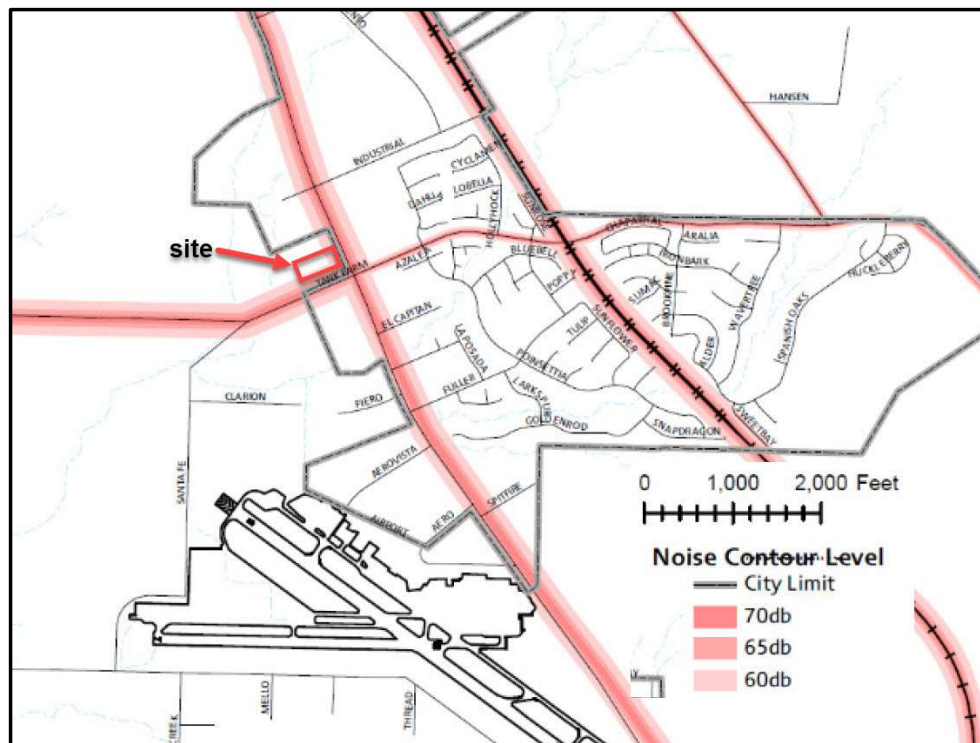 HANSEN
INDUSTRIAL
CYCLAMEN
DAHLIA
LOBELIA
HOLLYHOCK
PRIMROSE
CHAPARRAL
ARALIA
site
TANK FARM
AZALEA
BLUEBELL
IRONBARK
HUCKLEBERRY
POPPY
SUMAC
BROOKPINE
WAVERTREE
SPANISH OAKS
EL CAPITAN
TULIP
SUNFLOWER
ALDER
LA POSADA
POINSETTIA
FULLER
CLARION
FIERO
LARKSPUR
GOLDENROD
SNAPDRAGON
SWEETBAY
SANTA FE
AEROVISTA
SPITFIRE
AIRPORT
AERO
0 1,000 2,000 Feet
Noise Contour Level
City Limit
70db
65db
60db
CREEK
MELLO
THREAD